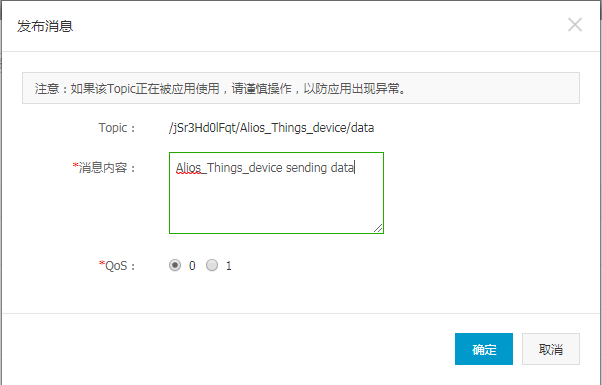 发布消息
注意：如果该Topic正在被应用使用，请谨慎操作，以防应用出现异常。
Topic： /jSr3Hd0lFqt/Alios_Things_device/data
*消息内容： Alios_Things_device sending data
*QoS： 0 1
确定 取消